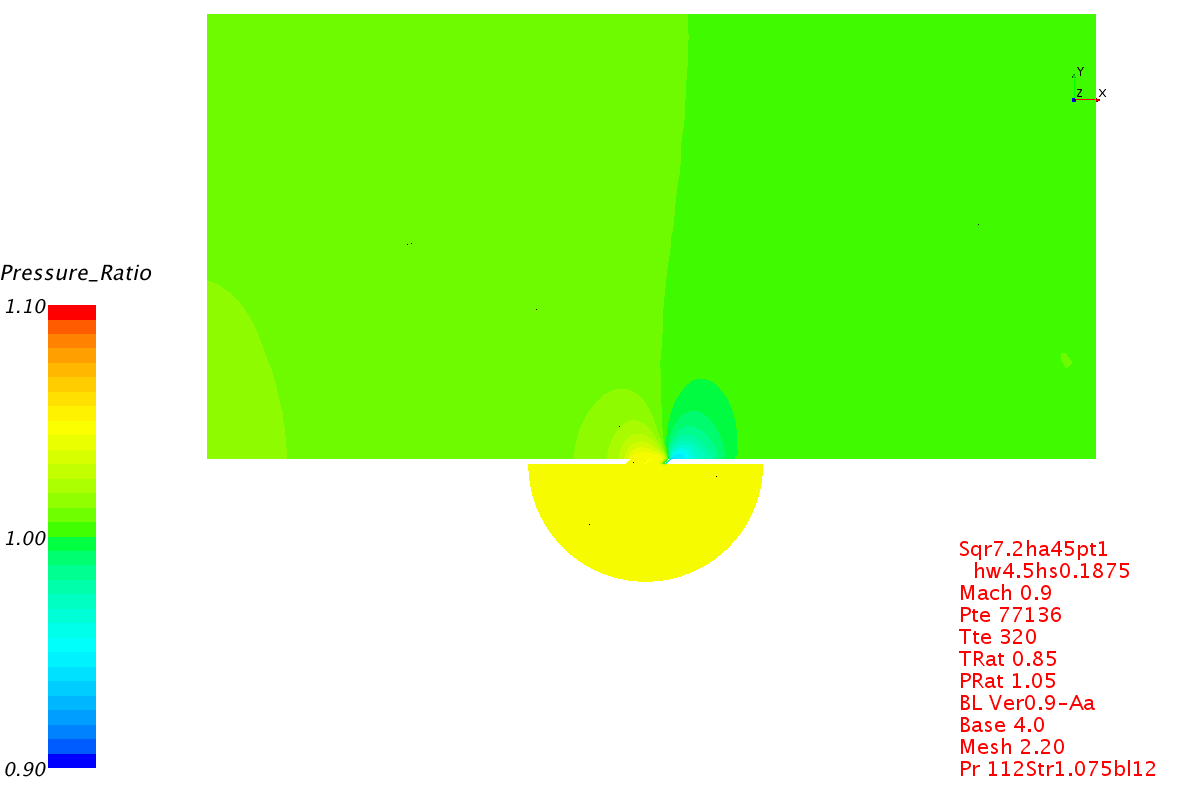 Y
Z X
Pressure_Ratio
1.10
1.00
0.90
Sqr7.2ha45pt1
hw4.5hs0.1875
Mach 0.9
Pte 77136
Tte 320
TRat 0.85
PRat 1.05
BL Ver0.9-Aa
Base 4.0
Mesh 2.20
Pr 112Str1.075bl12